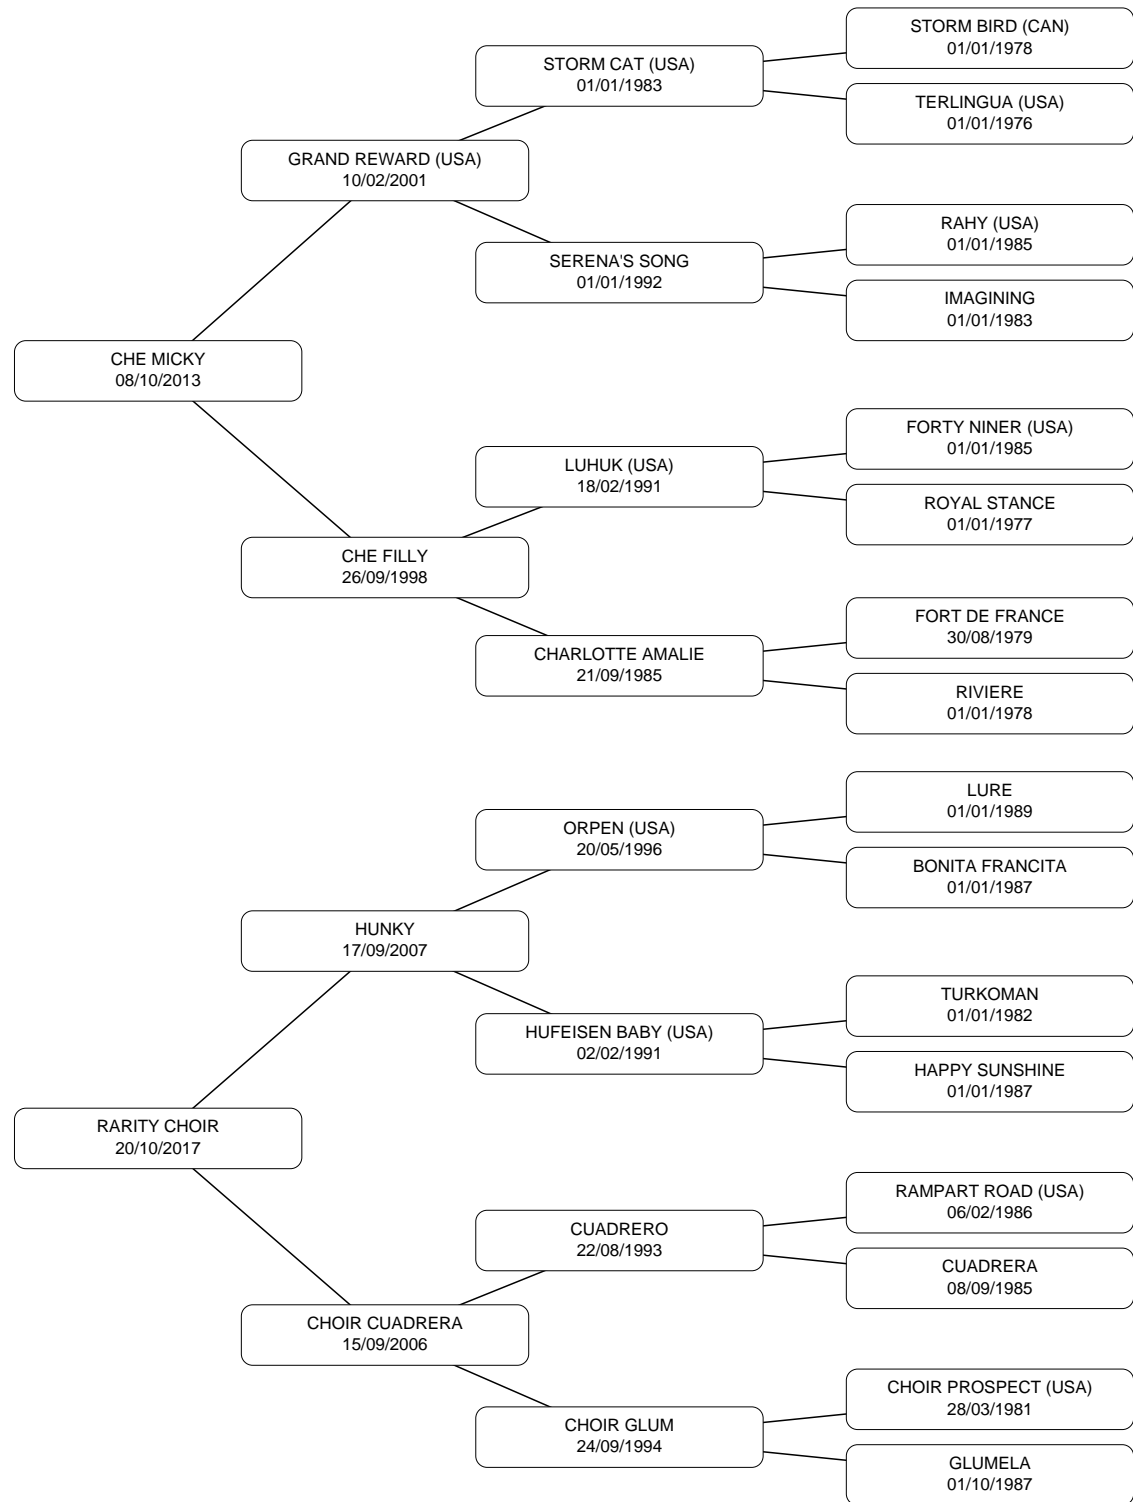 STORM BIRD (CAN)
01/01/1978
STORM CAT (USA)
01/01/1983
TERLINGUA (USA)
01/01/1976
GRAND REWARD (USA)
10/02/2001
RAHY (USA)
01/01/1985
SERENA'S SONG
01/01/1992
IMAGINING
01/01/1983
CHE MICKY
08/10/2013
FORTY NINER (USA)
01/01/1985
LUHUK (USA)
18/02/1991
ROYAL STANCE
01/01/1977
CHE FILLY
26/09/1998
FORT DE FRANCE
30/08/1979
CHARLOTTE AMALIE
21/09/1985
RIVIERE
01/01/1978
LURE
01/01/1989
ORPEN (USA)
20/05/1996
BONITA FRANCITA
01/01/1987
HUNKY
17/09/2007
TURKOMAN
01/01/1982
HUFEISEN BABY (USA)
02/02/1991
HAPPY SUNSHINE
01/01/1987
RARITY CHOIR
20/10/2017
RAMPART ROAD (USA)
06/02/1986
CUADRERO
22/08/1993
CUADRERA
08/09/1985
CHOIR CUADRERA
15/09/2006
CHOIR PROSPECT (USA)
28/03/1981
CHOIR GLUM
24/09/1994
GLUMELA
01/10/1987